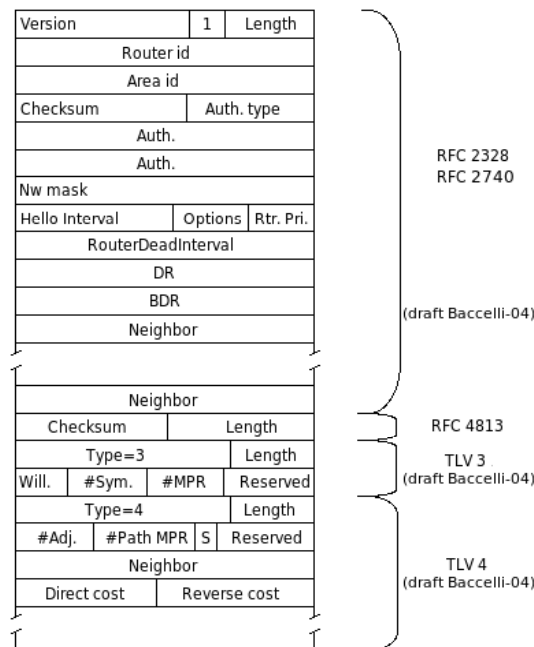 Version 1 Length
Router id
Area id
Checksum Auth. type
Auth.
Auth.
Nw mask
Hello Interval Options Rtr. Pri.
RouterDeadInterval
DR
BDR
Neighbor
Neighbor
Checksum Length
Type=3 Length
Will. #Sym. #MPR Reserved
Type=4 Length
#Adj. #Path MPR S Reserved
Neighbor
Direct cost Reverse cost
RFC 2328
RFC 2740
(draft Baccelli-04)
RFC 4813
TLV 3
(draft Baccelli-04)
TLV 4
(draft Baccelli-04)